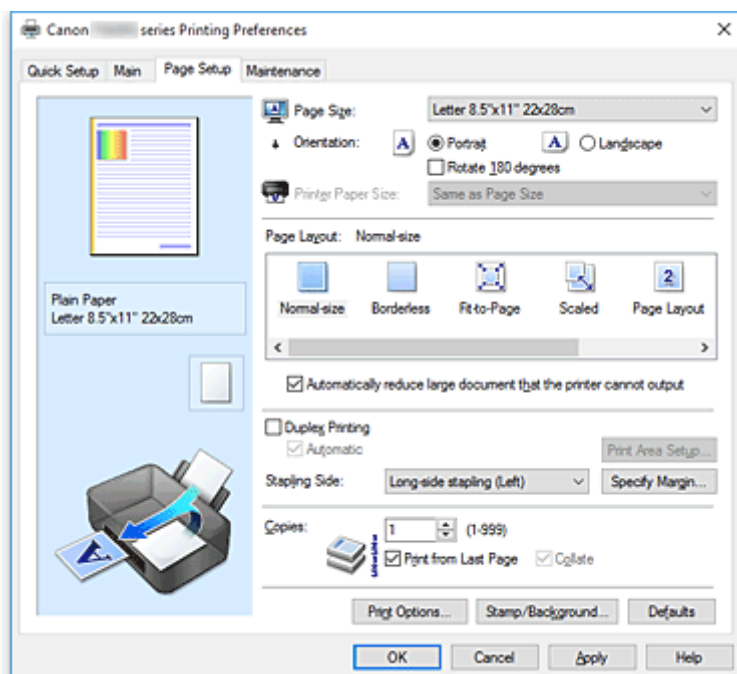 Canon series Printing Preferences
Quick Setup Main Page Setup Maintenance
Page Size: Letter 8.5"x11" 22x28cm
Orientation: A Portrait A Landscape
Rotate 180 degrees
Printer Paper Size: Same as Page Size
Page Layout: Normal-size
2
Normal-size Borderless Fit-to-Page Scaled Page Layout
Plain Paper
Letter 8.5"x11" 22x28cm
Automatically reduce large document that the printer cannot output
Duplex Printing
Automatic Print Area Setup...
Stapling Side: Long-side stapling (Left) Specify Margin...
Copies: 1 (1-999)
Print from Last Page Collate
A
Print Options... Stamp/Background... Defaults
OK Cancel Apply Help